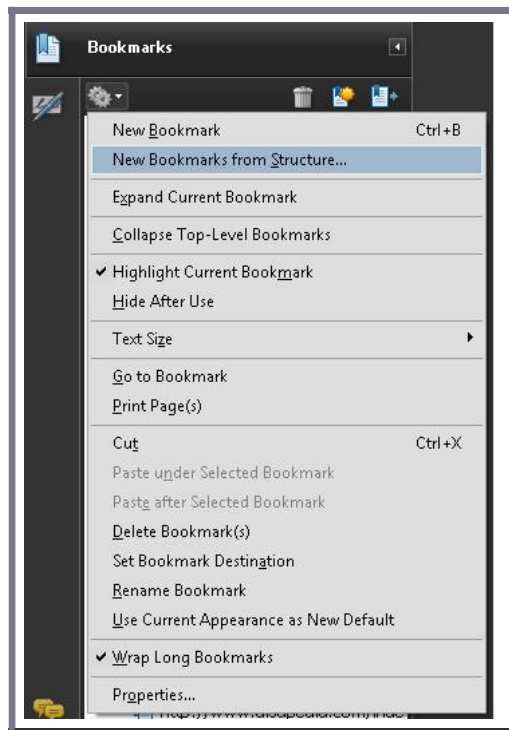 Bookmarks
New Bookmark Ctrl+B
New Bookmarks from Structure...
Expand Current Bookmark
Collapse Top-Level Bookmarks
Highlight Current Bookmark
Hide After Use
Text Size
Go to Bookmark
Print Page(s)
Cut Ctrl+X
Paste under Selected Bookmark
Paste after Selected Bookmark
Delete Bookmark(s)
Set Bookmark Destination
Rename Bookmark
Use Current Appearance as New Default
Wrap Long Bookmarks
Properties...